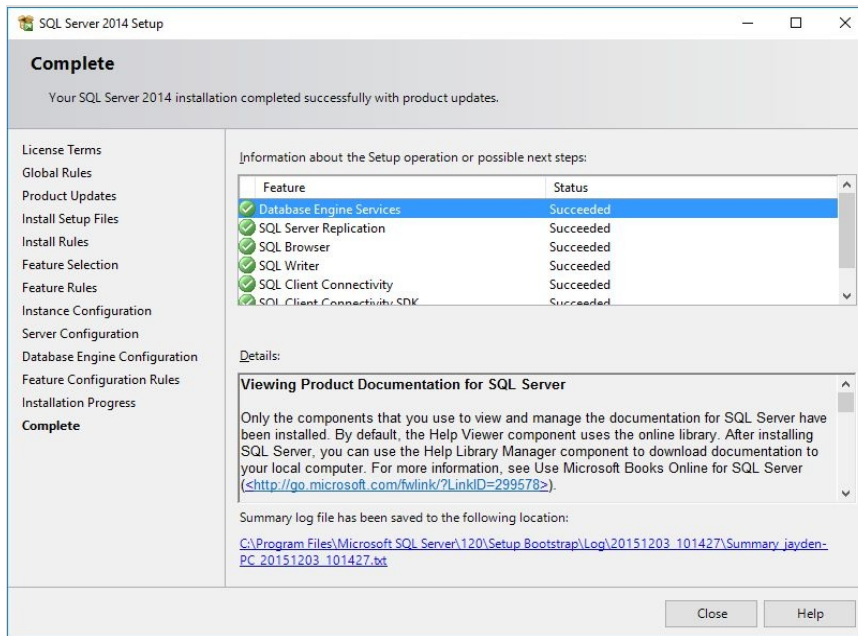 SQL Server 2014 Setup
Complete
Your SQL Server 2014 installation completed successfully with product updates.
License Terms
Global Rules
Product Updates
Install Setup Files
Install Rules
Feature Selection
Feature Rules
Instance Configuration
Server Configuration
Database Engine Configuration
Feature Configuration Rules
Installation Progress
Complete
Information about the Setup operation or possible next steps:
Feature Status
Database Engine Services Succeeded
SQL Server Replication Succeeded
SQL Browser Succeeded
SQL Writer Succeeded
SQL Client Connectivity Succeeded
SQL Client Connectivity SDK Succeeded
Details:
Viewing Product Documentation for SQL Server
Only the components that you use to view and manage the documentation for SQL Server have
been installed. By default, the Help Viewer component uses the online library. After installing
SQL Server, you can use the Help Library Manager component to download documentation to
your local computer. For more information, see Use Microsoft Books Online for SQL Server
(<http://go.microsoft.com/fwlink/?LinkID=299578>).
Summary log file has been saved to the following location:
C:\Program Files\Microsoft SQL Server\120\Setup Bootstrap\Log\20151203_101427\Summary_jayden-
PC_20151203_101427.txt
Close Help